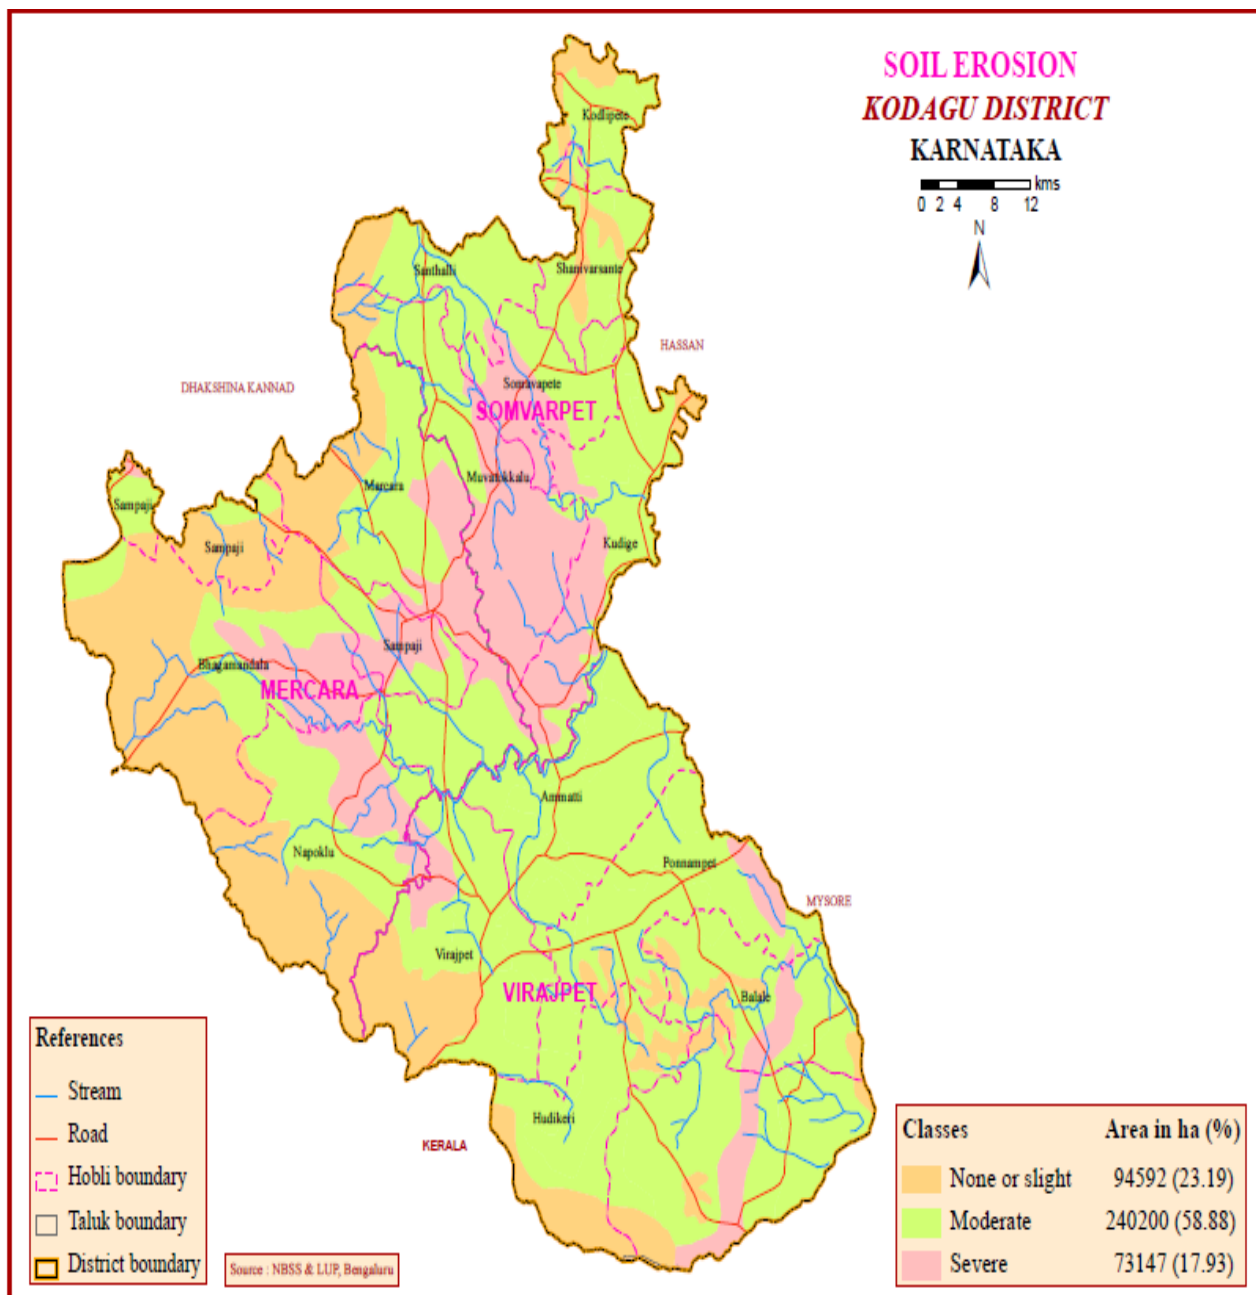 SOIL EROSION
KODAGU DISTRICT
KARNATAKA
kms
0 2 4 8 12
N
Kodlipete
Santhalli
Shanivarsante
HASSAN
DHAKSHINA KANNAD
Somavapete
SOMVARPET
Muvatokkalu
Marcara
Sampaji
Sampaji
Kudige
Sampaji
Bhagamandala
MERCARA
Ammatti
Napoklu
Ponnampet
MYSORE
Virajpet
VIRAJPET
Balale
Hudikeri
KERALA
References
Stream
Road
Hobli boundary
Taluk boundary
District boundary
Source : NBSS & LUP, Bengaluru
Classes Area in ha (%)
None or slight 94592 (23.19)
Moderate 240200 (58.88)
Severe 73147 (17.93)